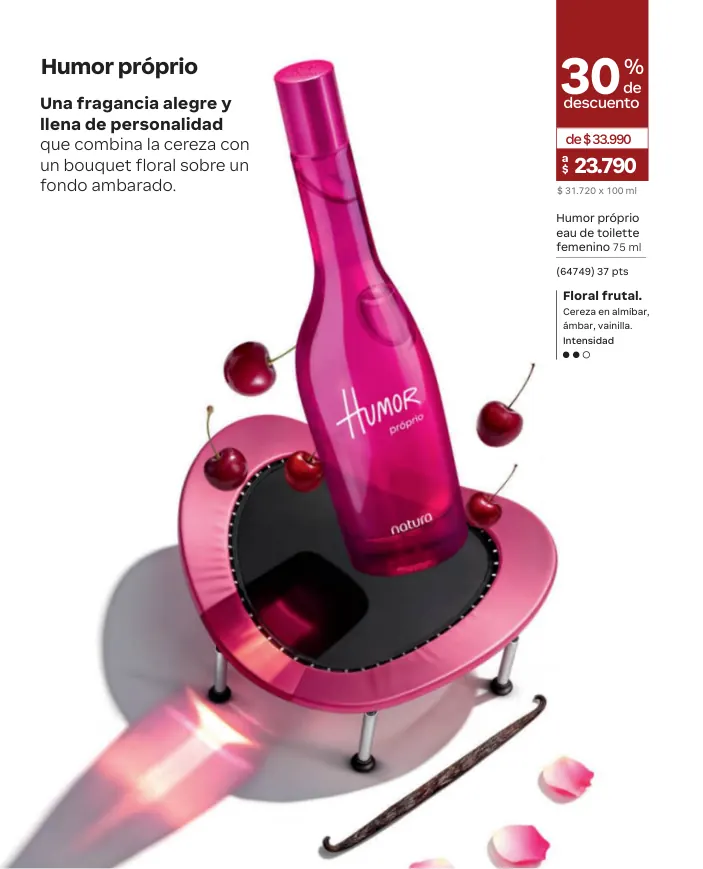 Humor próprio
Una fragancia alegre y
llena de personalidad
que combina la cereza con
un bouquet floral sobre un
fondo ambarado.
30%
de
descuento
de $ 33.990
a $ 23.790
$ 31.720 x 100 ml
Humor próprio
eau de toilette
femenino 75 ml
(64749) 37 pts
Floral frutal.
Cereza en almíbar,
ámbar, vainilla.
Intensidad
HUMOR
próprio
natura